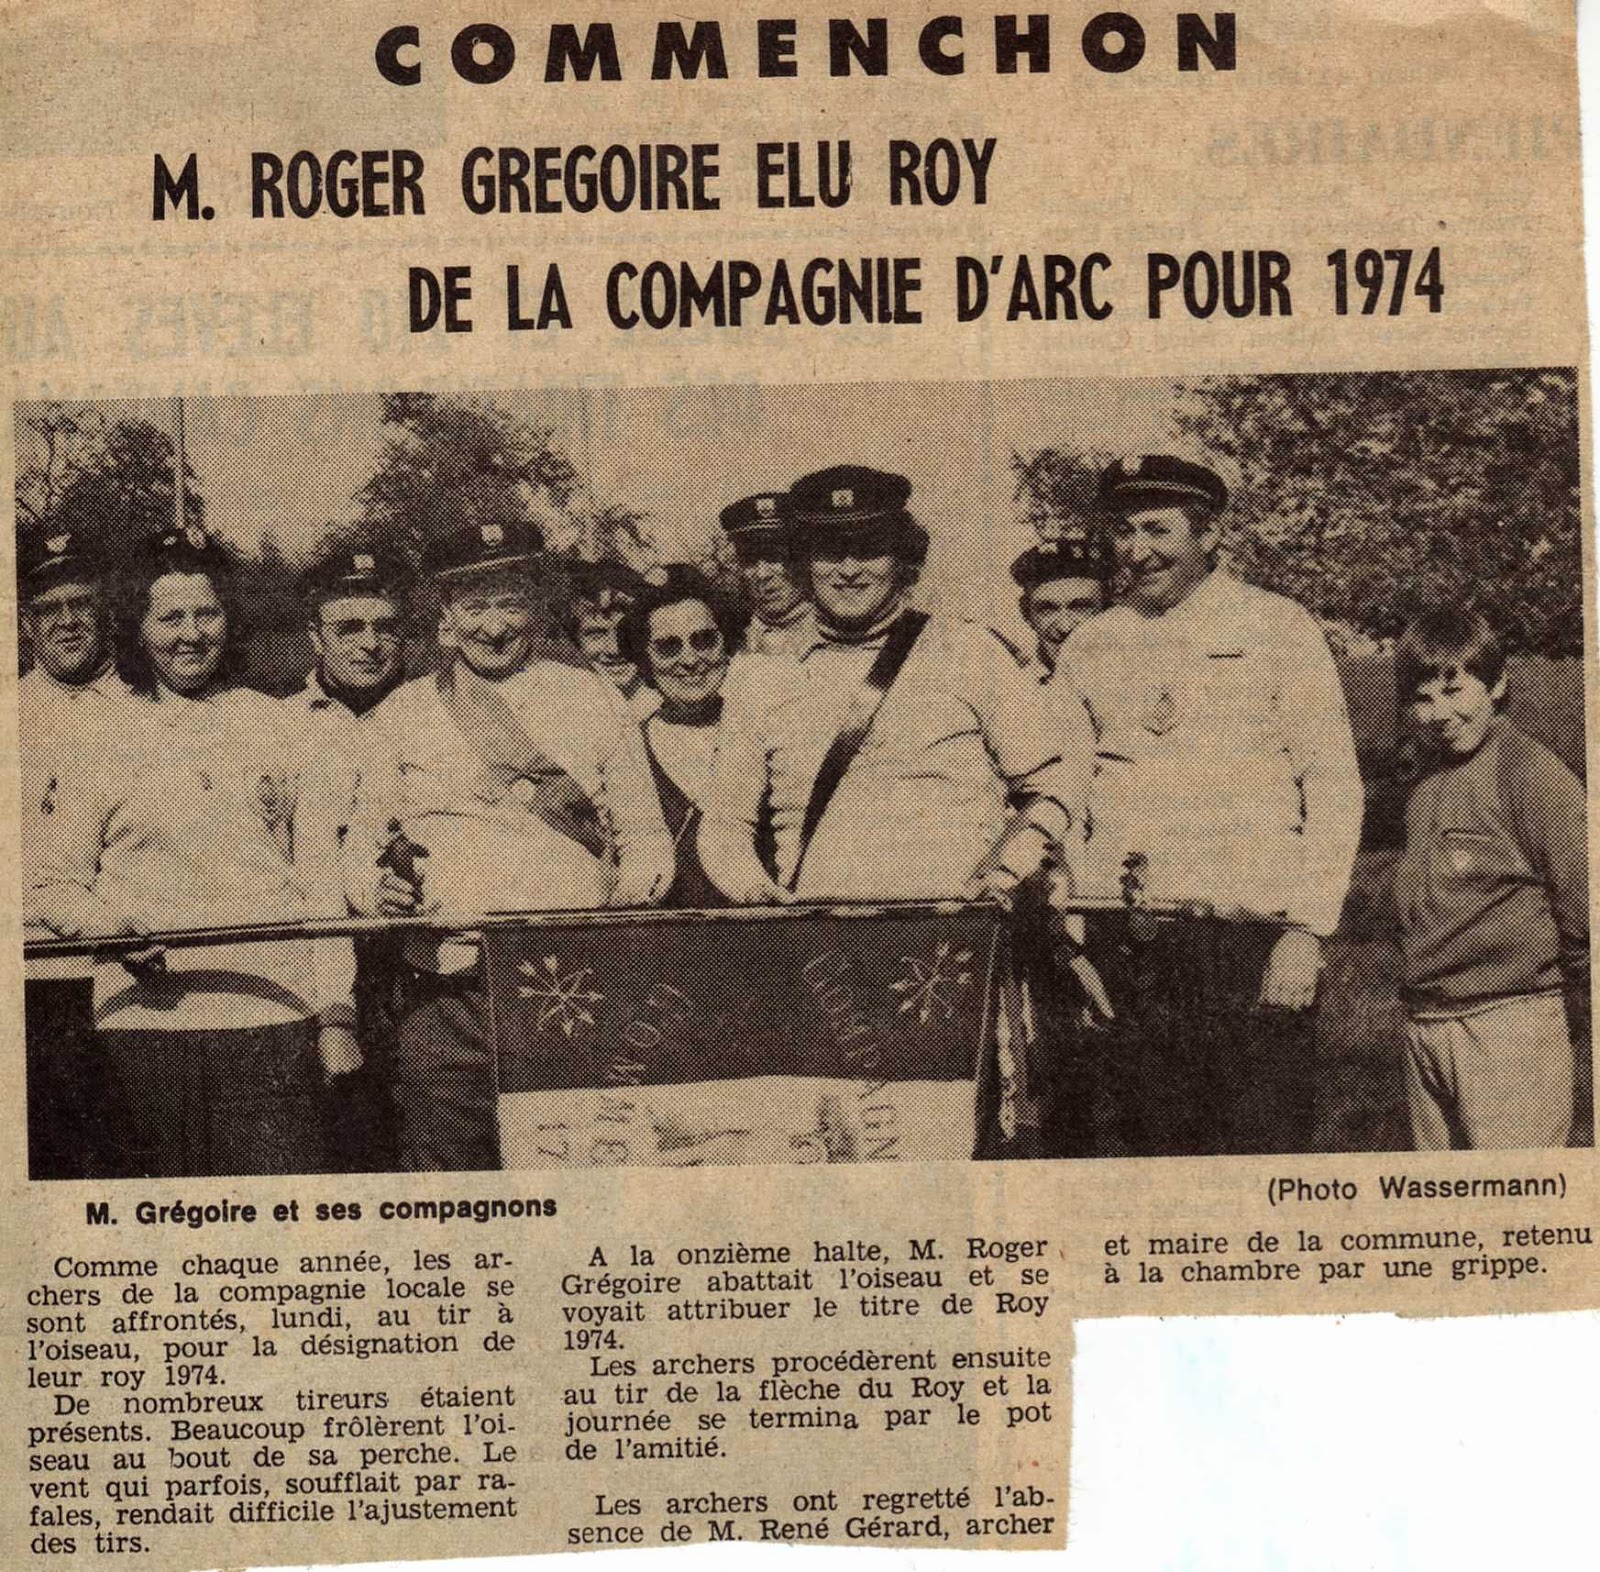 COMMENCHON
M. ROGER GREGOIRE ELU ROY
DE LA COMPAGNIE D'ARC POUR 1974
M. Grégoire et ses compagnons
(Photo Wassermann)
Comme chaque année, les ar-
chers de la compagnie locale se
sont affrontés, lundi, au tir à
l'oiseau, pour la désignation de
leur roy 1974.
De nombreux tireurs étaient
présents. Beaucoup frôlèrent l'oi-
seau au bout de sa perche. Le
vent qui parfois, soufflait par ra-
fales, rendait difficile l'ajustement
des tirs.
A la onzième halte, M. Roger
Grégoire abattait l'oiseau et se
voyait attribuer le titre de Roy
1974.
Les archers procédèrent ensuite
au tir de la flèche du Roy et la
journée se termina par le pot
de l'amitié.
Les archers ont regretté l'ab-
sence de M. René Gérard, archer
et maire de la commune, retenu
à la chambre par une grippe.